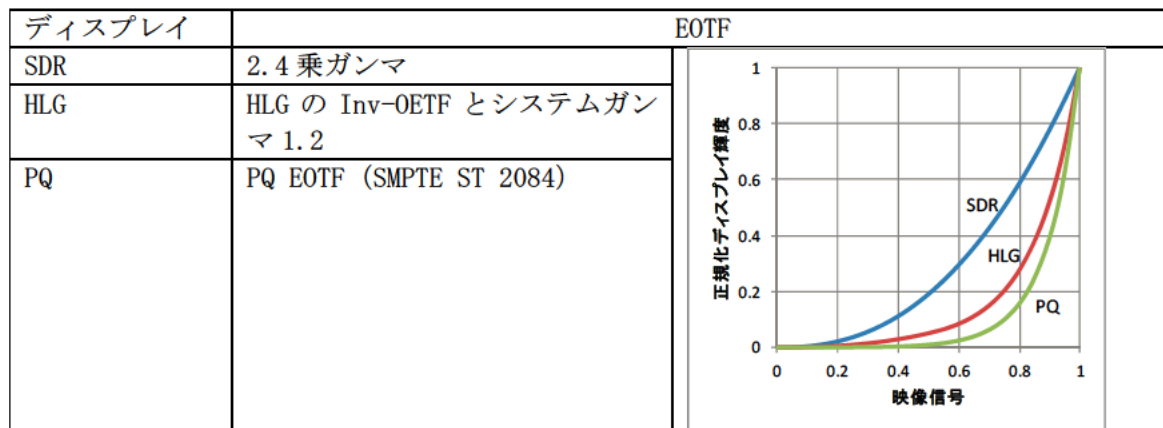 ディスプレイ
EOTF
SDR
2.4乗ガンマ
HLG
HLG の Inv-OETF とシステムガン
マ1.2
PQ
PQ EOTF (SMPTE ST 2084)
正規化ディスプレイ輝度
1
0.8
0.6
0.4
0.2
0
SDR
HLG
PQ
0 0.2 0.4 0.6 0.8 1
映像信号